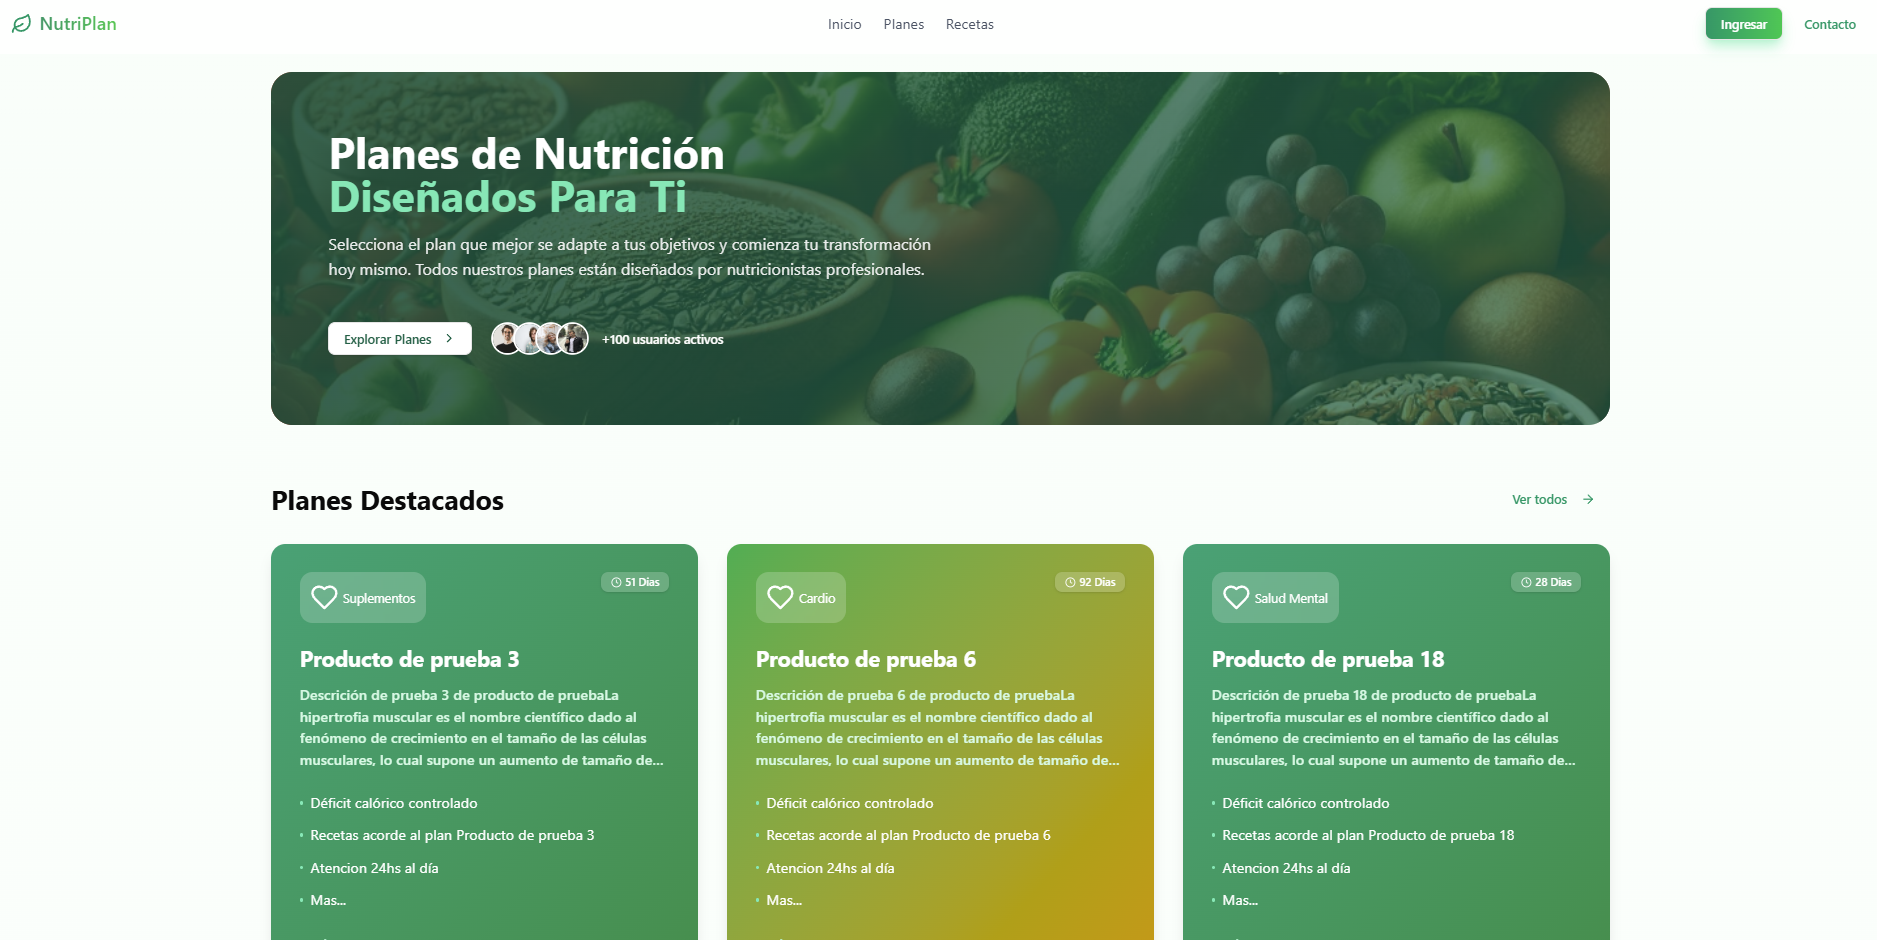 NutriPlan
Inicio
Planes
Recetas
Ingresar
Contacto
Planes de Nutrición
Diseñados Para Ti
Selecciona el plan que mejor se adapte a tus objetivos y comienza tu transformación
hoy mismo. Todos nuestros planes están diseñados por nutricionistas profesionales.
Explorar Planes
+100 usuarios activos
Planes Destacados
Ver todos
Suplementos
51 Dias
Producto de prueba 3
Descrición de prueba 3 de producto de pruebaLa
hipertrofia muscular es el nombre científico dado al
fenómeno de crecimiento en el tamaño de las células
musculares, lo cual supone un aumento de tamaño de...
• Déficit calórico controlado
• Recetas acorde al plan Producto de prueba 3
• Atencion 24hs al día
• Mas...
Cardio
92 Dias
Producto de prueba 6
Descrición de prueba 6 de producto de pruebaLa
hipertrofia muscular es el nombre científico dado al
fenómeno de crecimiento en el tamaño de las células
musculares, lo cual supone un aumento de tamaño de...
• Déficit calórico controlado
• Recetas acorde al plan Producto de prueba 6
• Atencion 24hs al día
• Mas...
Salud Mental
28 Dias
Producto de prueba 18
Descrición de prueba 18 de producto de pruebaLa
hipertrofia muscular es el nombre científico dado al
fenómeno de crecimiento en el tamaño de las células
musculares, lo cual supone un aumento de tamaño de...
• Déficit calórico controlado
• Recetas acorde al plan Producto de prueba 18
• Atencion 24hs al día
• Mas...